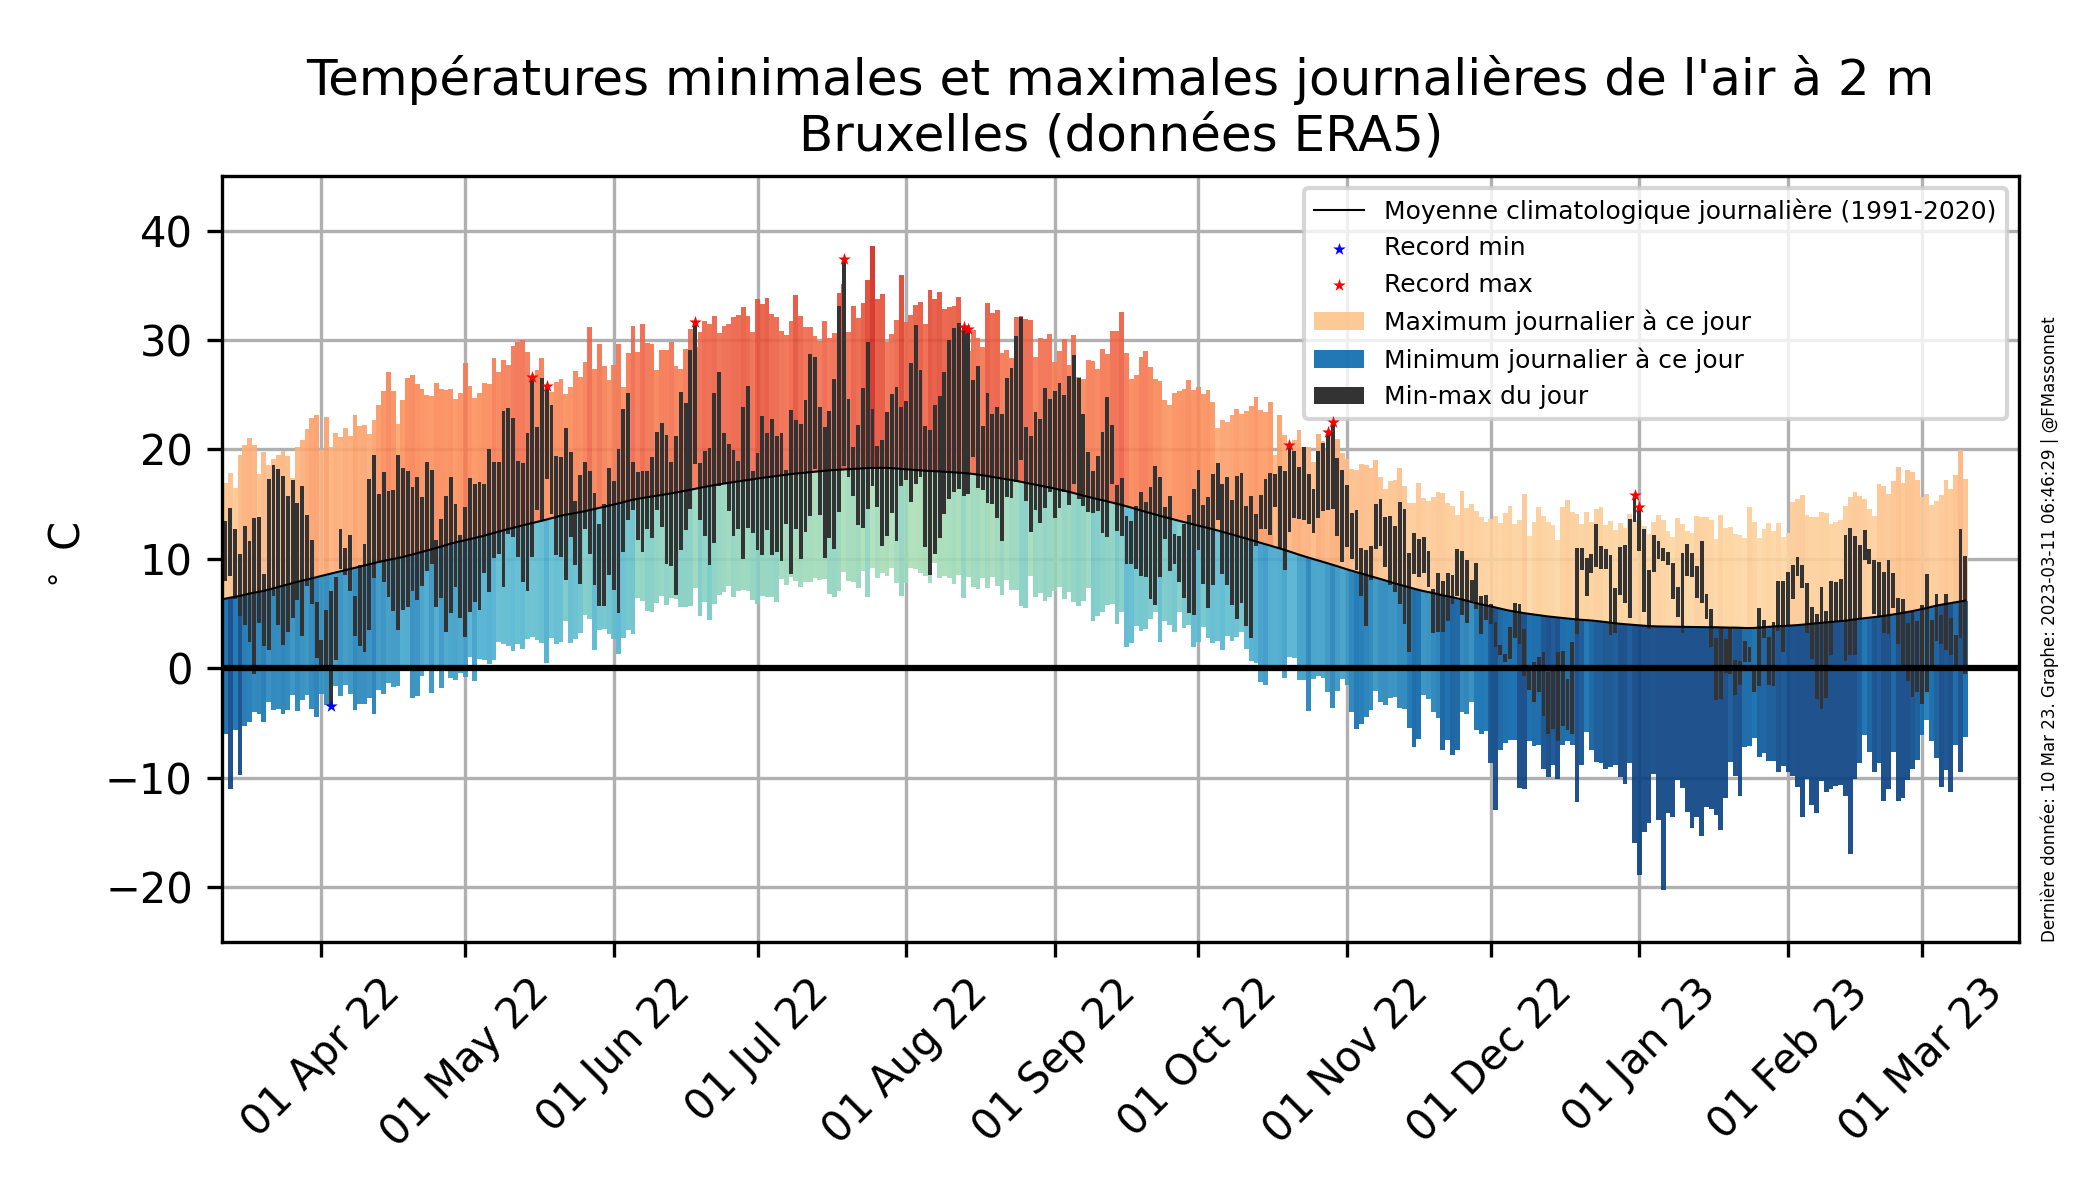 Températures minimales et maximales journalières de l'air à 2 m
Bruxelles (données ERA5)
° C
40
30
20
10
0
−10
−20
Moyenne climatologique journalière (1991-2020)
Record min
Record max
Maximum journalier à ce jour
Minimum journalier à ce jour
Min-max du jour
01 Apr 22
01 May 22
01 Jun 22
01 Jul 22
01 Aug 22
01 Sep 22
01 Oct 22
01 Nov 22
01 Dec 22
01 Jan 23
01 Feb 23
01 Mar 23
Dernière donnée: 10 Mar 23. Graphe: 2023-03-11 06:46:29 | @FMassonnet